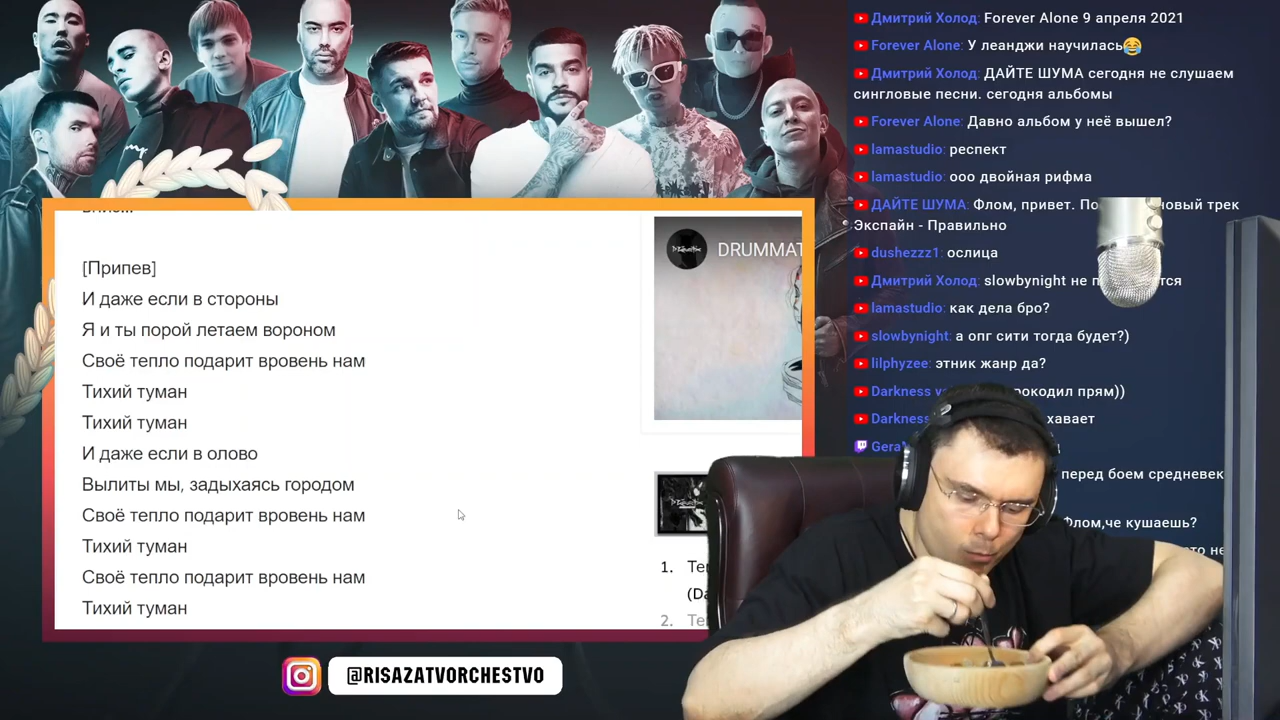 [Припев]
И даже если в стороны
Я и ты порой летаем вороном
Своё тепло подарит вровень нам
Тихий туман
Тихий туман
И даже если в олово
Вылиты мы, задыхаясь городом
Своё тепло подарит вровень нам
Тихий туман
Своё тепло подарит вровень нам
Тихий туман
DRUMMAT
1.
2.
@RISAZATVORCHESTVO
Дмитрий Холод: Forever Alone 9 апреля 2021
Forever Alone: У леанджи научилась😂
Дмитрий Холод: ДАЙТЕ ШУМА сегодня не слушаем
сингловые песни. сегодня альбомы
Forever Alone: Давно альбом у неё вышел?
lamastudio: респект
lamastudio: ооо двойная рифма
ДАЙТЕ ШУМА: Флом, привет. трек
Экспайн - Правильно
dushezzz1: ослица
Дмитрий Холод: slowbynight не
lamastudio: как дела бро?
slowbynight: а опг сити тогда будет?)
lilphyzee: этник жанр да?
Darkness прям))
Darkness хавает
перед боем
Флом,че кушаешь?